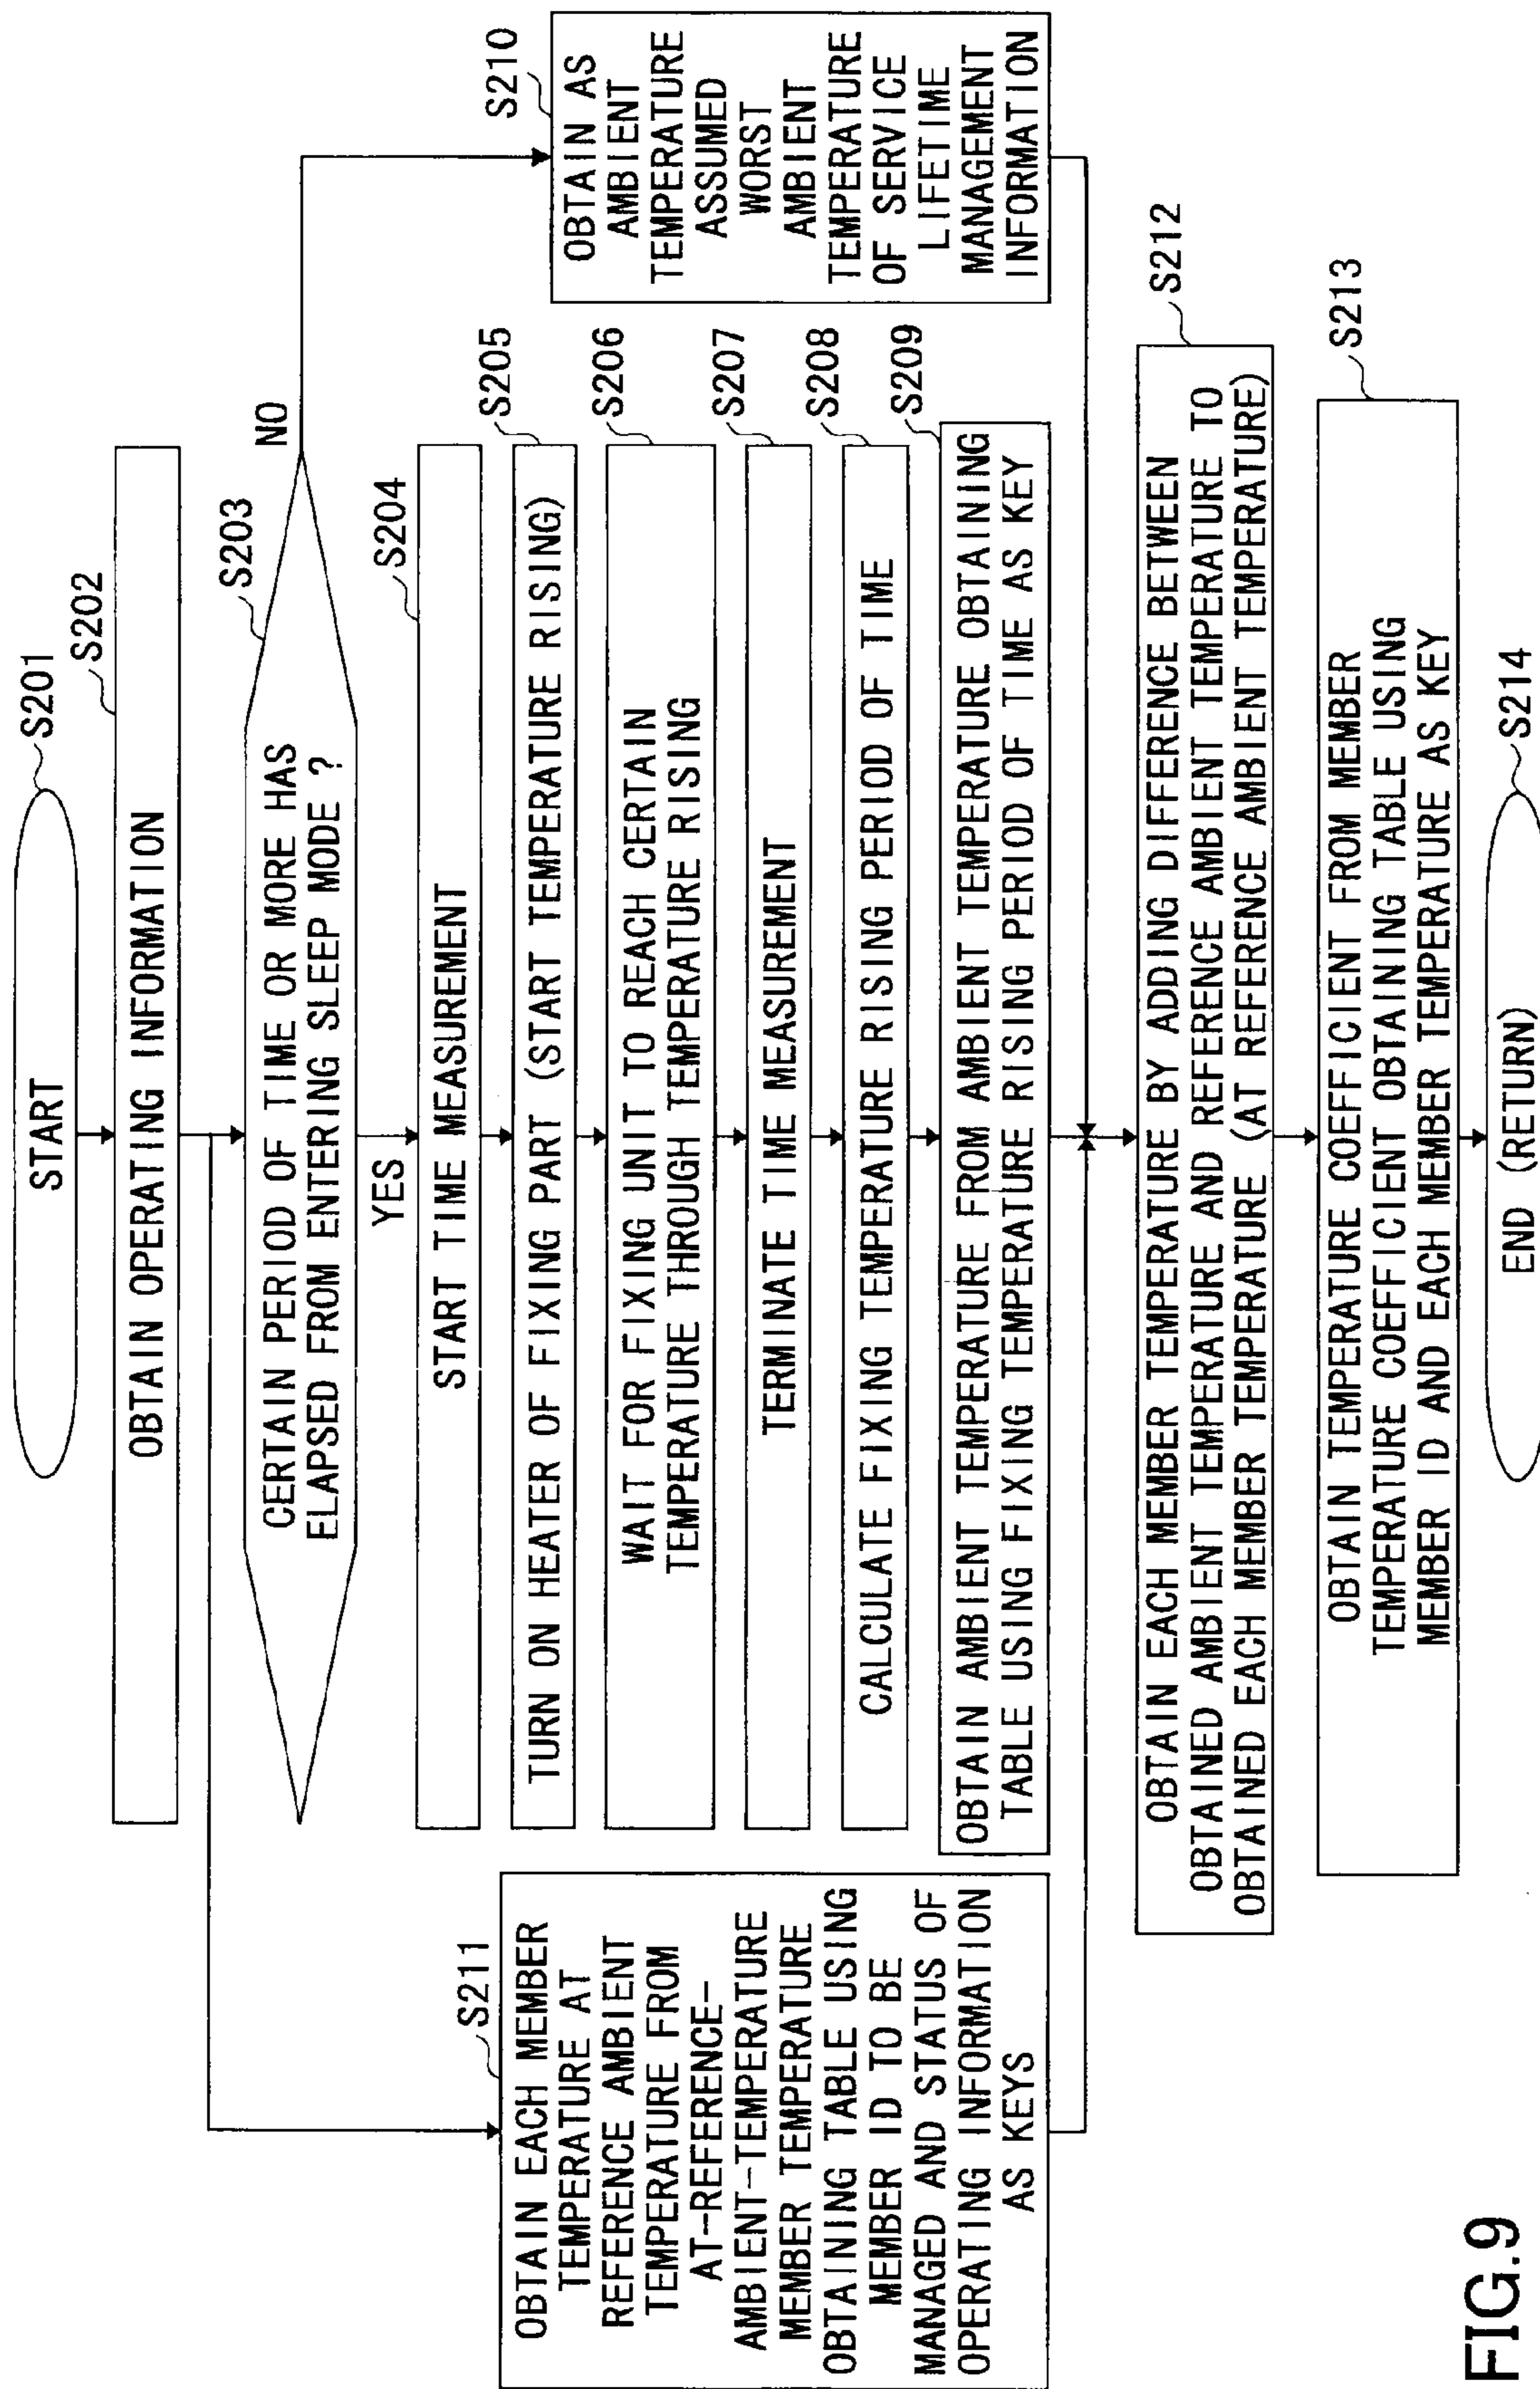 START
S201
OBTAIN OPERATING INFORMATION
S202
CERTAIN PERIOD OF TIME OR MORE HAS
ELAPSED FROM ENTERING SLEEP MODE ?
S203
NO
YES
START TIME MEASUREMENT
S204
TURN ON HEATER OF FIXING PART (START TEMPERATURE RISING)
S205
WAIT FOR FIXING UNIT TO REACH CERTAIN
TEMPERATURE THROUGH TEMPERATURE RISING
S206
TERMINATE TIME MEASUREMENT
S207
CALCULATE FIXING TEMPERATURE RISING PERIOD OF TIME
S208
OBTAIN AMBIENT TEMPERATURE FROM AMBIENT TEMPERATURE OBTAINING
TABLE USING FIXING TEMPERATURE RISING PERIOD OF TIME AS KEY
S209
OBTAIN AS
AMBIENT
TEMPERATURE
ASSUMED
WORST
AMBIENT
TEMPERATURE
OF SERVICE
LIFETIME
MANAGEMENT
INFORMATION
S210
OBTAIN EACH MEMBER
TEMPERATURE AT
REFERENCE AMBIENT
TEMPERATURE FROM
AT-REFERENCE-
AMBIENT-TEMPERATURE
MEMBER TEMPERATURE
OBTAINING TABLE USING
MEMBER ID TO BE
MANAGED AND STATUS OF
OPERATING INFORMATION
AS KEYS
S211
OBTAIN EACH MEMBER TEMPERATURE BY ADDING DIFFERENCE BETWEEN
OBTAINED AMBIENT TEMPERATURE AND REFERENCE AMBIENT TEMPERATURE TO
OBTAINED EACH MEMBER TEMPERATURE (AT REFERENCE AMBIENT TEMPERATURE)
S212
OBTAIN TEMPERATURE COEFFICIENT FROM MEMBER
TEMPERATURE COEFFICIENT OBTAINING TABLE USING
MEMBER ID AND EACH MEMBER TEMPERATURE AS KEY
S213
END (RETURN)
S214
FIG.9